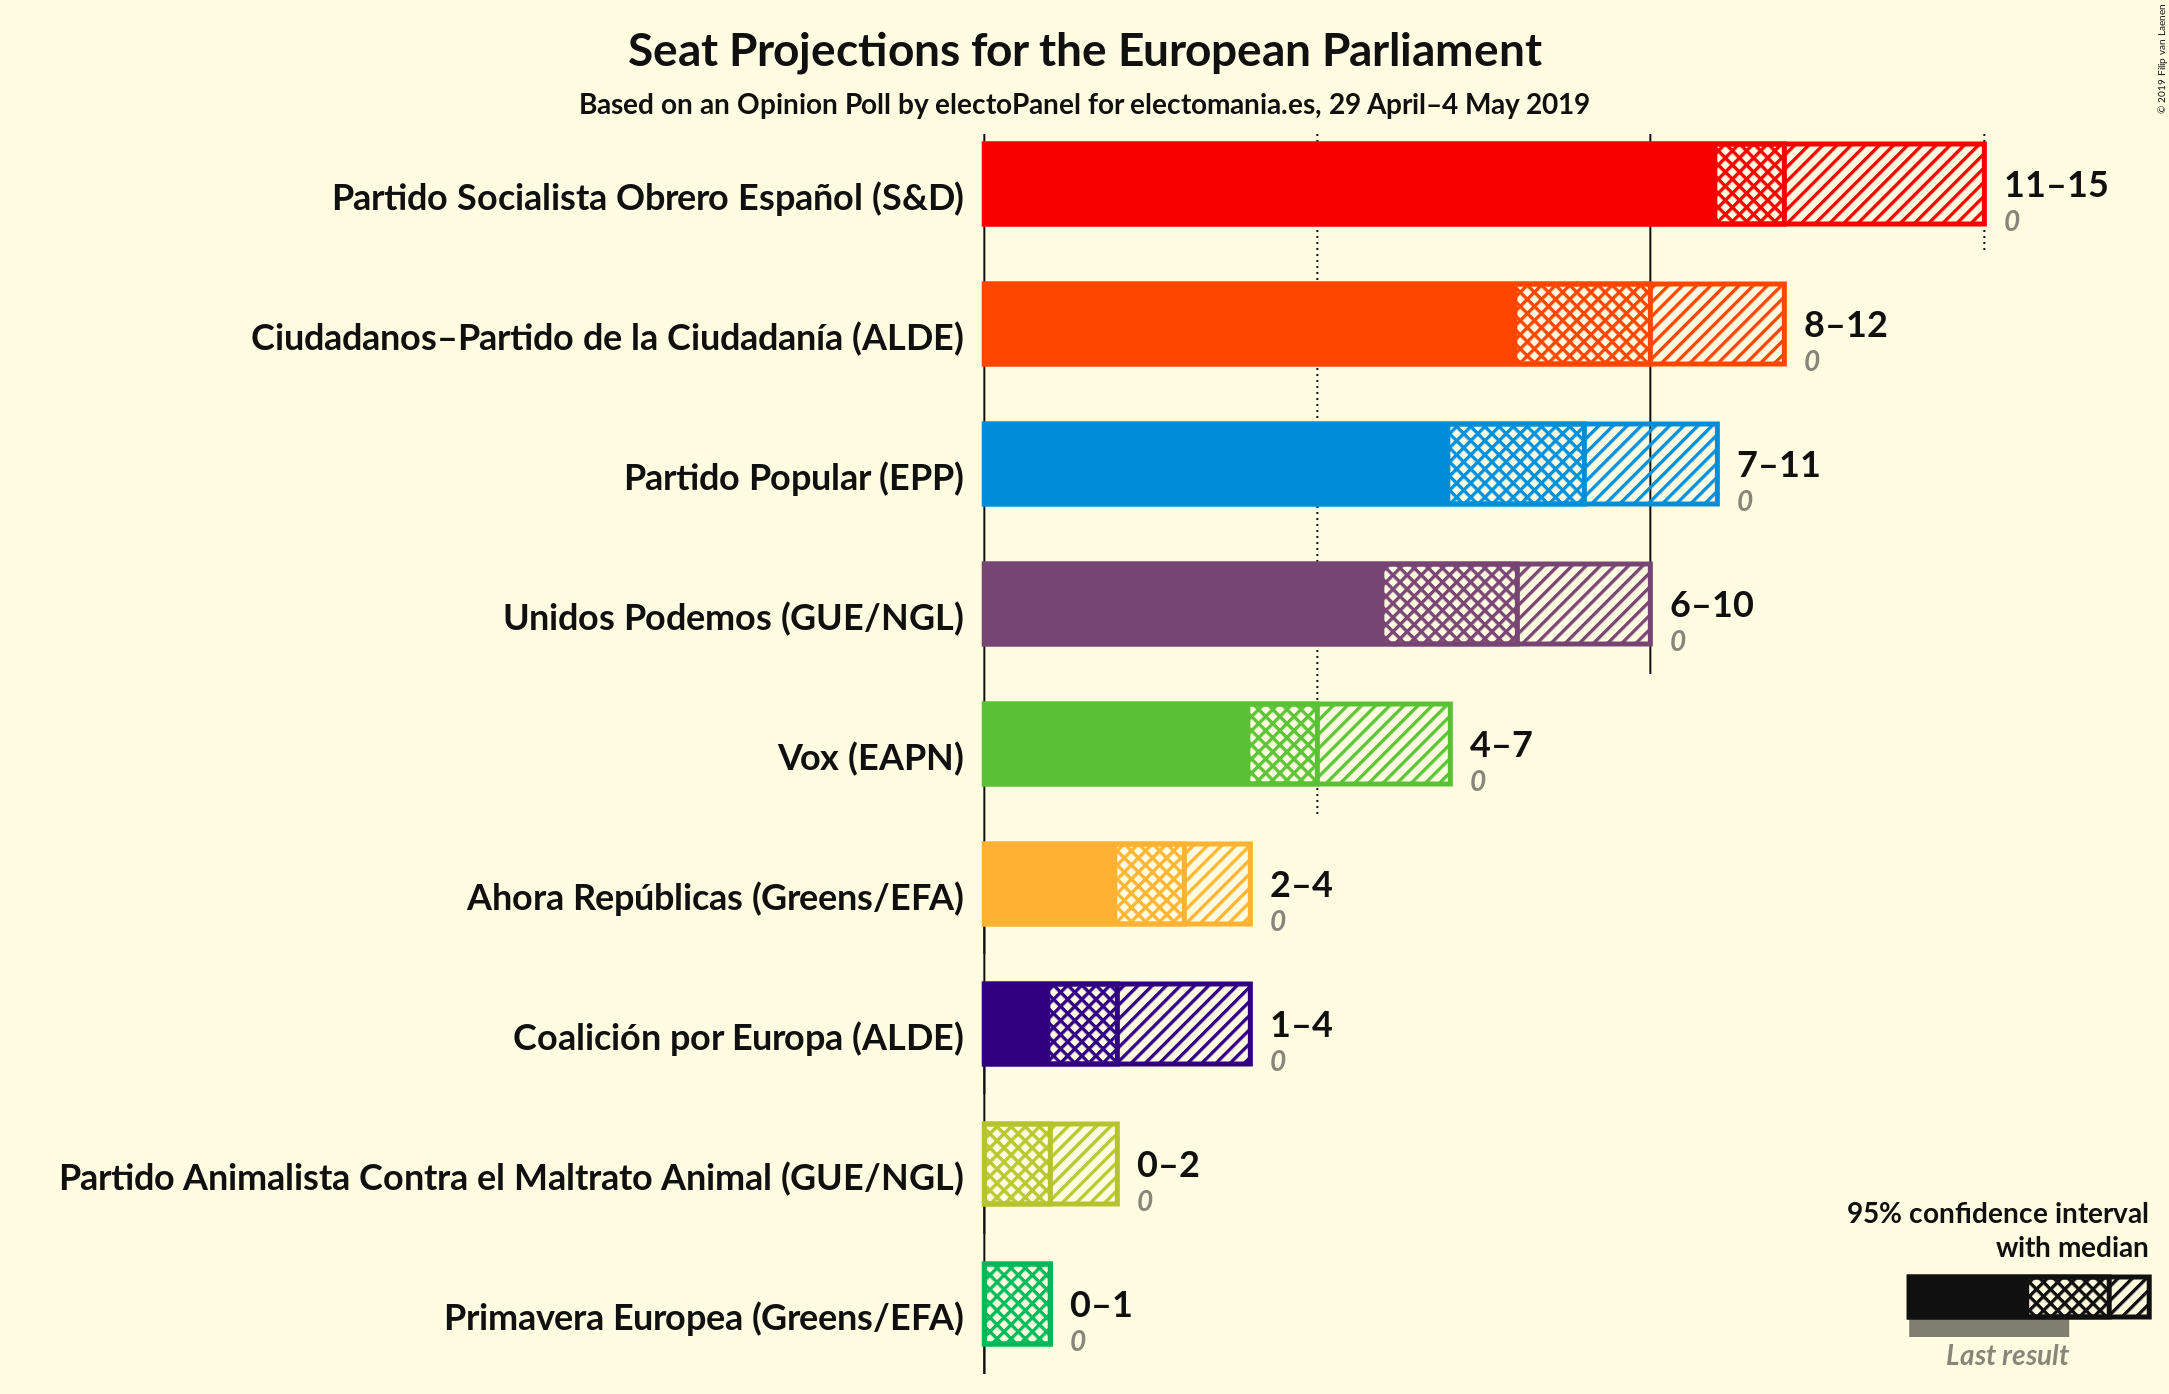 Seat Projections for the European Parliament
Based on an Opinion Poll by electoPanel for electomania.es, 29 April–4 May 2019
© 2019 Filip van Laenen
Partido Socialista Obrero Español (S&D)
11–15
0
Ciudadanos–Partido de la Ciudadanía (ALDE)
8–12
0
Partido Popular (EPP)
7–11
0
Unidos Podemos (GUE/NGL)
6–10
0
Vox (EAPN)
4–7
0
Ahora Repúblicas (Greens/EFA)
2–4
0
Coalición por Europa (ALDE)
1–4
0
Partido Animalista Contra el Maltrato Animal (GUE/NGL)
0–2
0
Primavera Europea (Greens/EFA)
0–1
0
95% confidence interval
with median
Last result